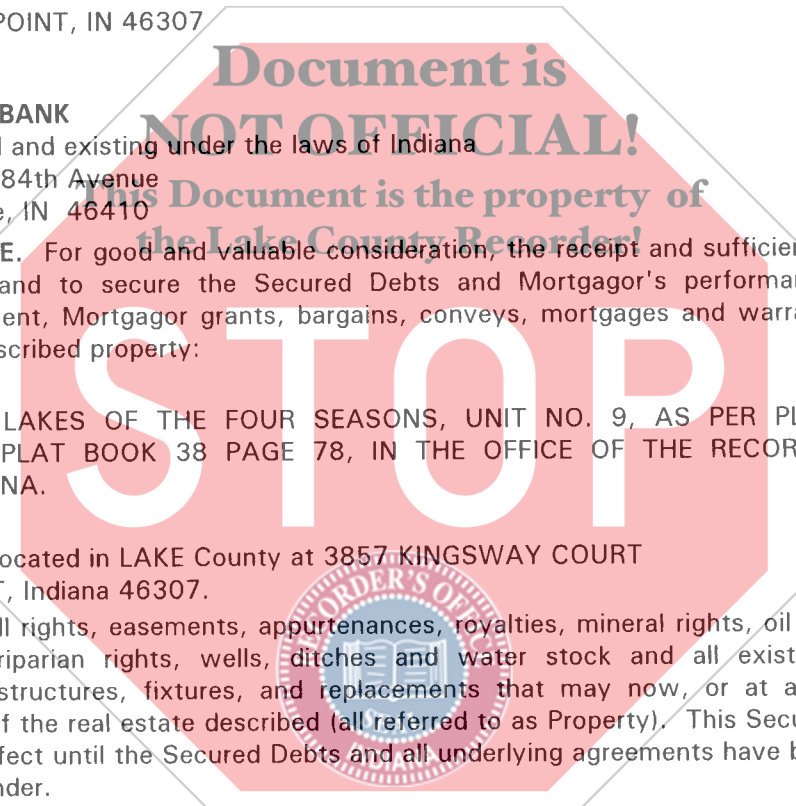 POINT, IN 46307
Document is
BANK
NOT OFFICIAL!
and existing under the laws of Indiana
84th Avenue
This Document is the property of
IN 46410
the Lake County Recorder!
E. For good and valuable consideration, the receipt and sufficien
and to secure the Secured Debts and Mortgagor's performa
ent, Mortgagor grants, bargains, conveys, mortgages and warra
scribed property:
STOP
LAKES OF THE FOUR SEASONS, UNIT NO. 9, AS PER PL
PLAT BOOK 38 PAGE 78, IN THE OFFICE OF THE RECOR
NA.
ocated in LAKE County at 3857 KINGSWAY COURT
T, Indiana 46307.
RECORDER'S OFFICE
ll rights, easements, appurtenances, royalties, mineral rights, oil
riparian rights, wells, ditches and water stock and all exist
structures, fixtures, and replacements that may now, or at a
f the real estate described (all referred to as Property). This Secu
SEAL
fect until the Secured Debts and all underlying agreements have b
INDIANA
nder.